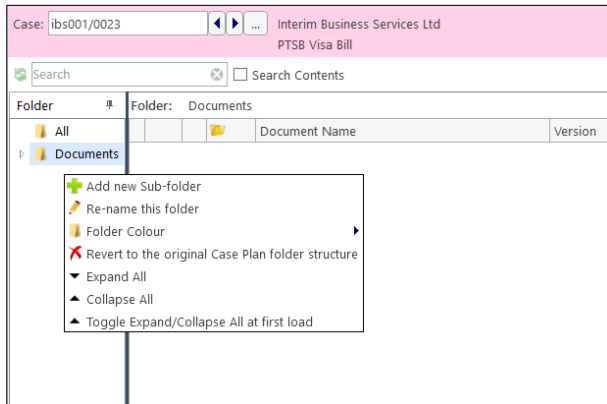 Case: ibs001/0023 ... Interim Business Services Ltd
PTSB Visa Bill
Search Search Contents
Folder Folder: Documents
All Document Name Version
Documents
Add new Sub-folder
Re-name this folder
Folder Colour
Revert to the original Case Plan folder structure
Expand All
Collapse All
Toggle Expand/Collapse All at first load